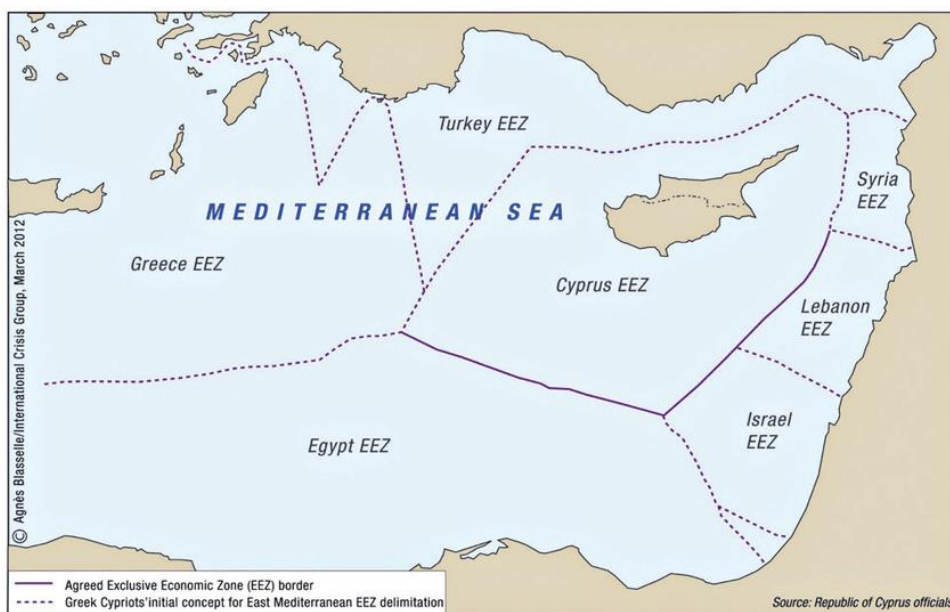 Turkey EEZ
MEDITERRANEAN SEA
Syria
EEZ
Greece EEZ
Cyprus EEZ
Lebanon
EEZ
Israel
EEZ
Egypt EEZ
© Agnès Blasselle/International Crisis Group, March 2012
Agreed Exclusive Economic Zone (EEZ) border
Greek Cypriots'initial concept for East Mediterranean EEZ delimitation
Source: Republic of Cyprus officials